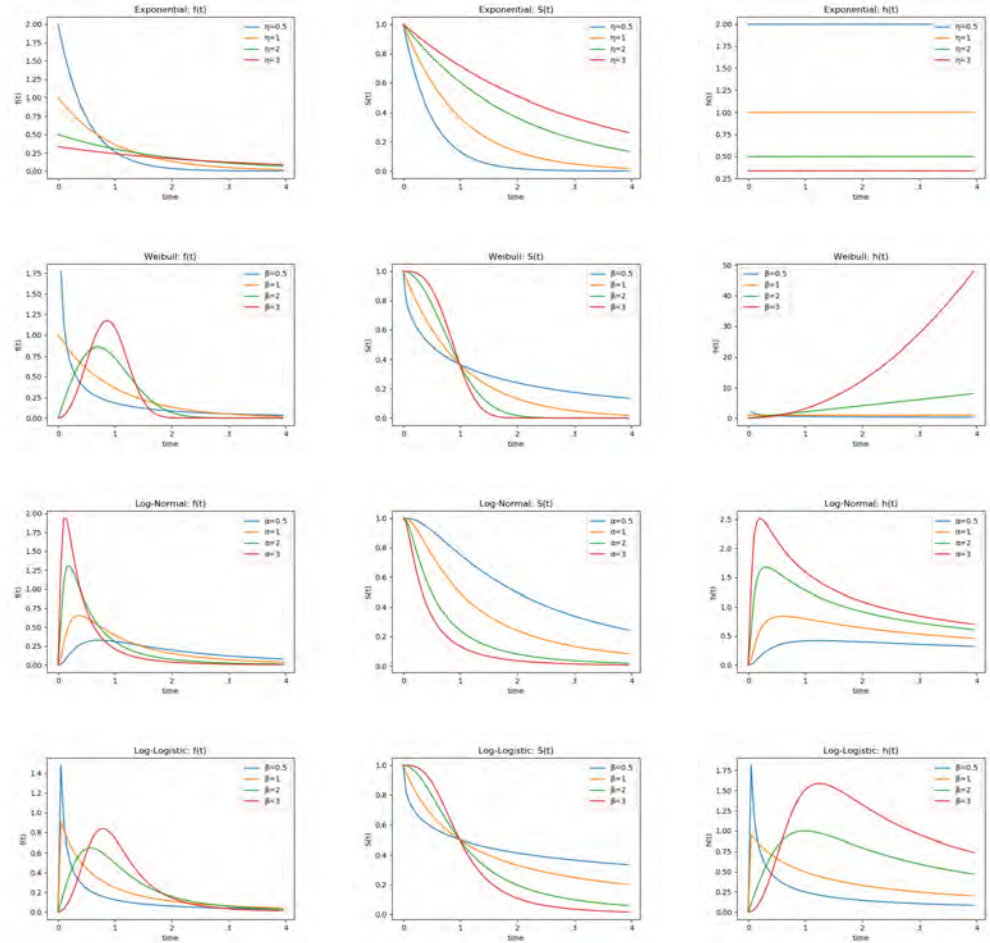 Exponential: f(t)
2.00
1.75
1.50
1.25
1.00
0.75
0.50
0.25
0.00
f(t)
η=0.5
η=1
η=2
η=3
0 1 2 3 4
time
Exponential: S(t)
1.0
0.8
0.6
0.4
0.2
0.0
S(t)
η=0.5
η=1
η=2
η=3
0 1 2 3 4
time
Exponential: h(t)
2.00
1.75
1.50
1.25
1.00
0.75
0.50
0.25
h(t)
η=0.5
η=1
η=2
η=3
0 1 2 3 4
time
Weibull: f(t)
1.75
1.50
1.25
1.00
0.75
0.50
0.25
0.00
f(t)
β=0.5
β=1
β=2
β=3
0 1 2 3 4
time
Weibull: S(t)
1.0
0.8
0.6
0.4
0.2
0.0
S(t)
β=0.5
β=1
β=2
β=3
0 1 2 3 4
time
Weibull: h(t)
50
40
30
20
10
0
h(t)
β=0.5
β=1
β=2
β=3
0 1 2 3 4
time
Log-Normal: f(t)
2.00
1.75
1.50
1.25
1.00
0.75
0.50
0.25
0.00
f(t)
α=0.5
α=1
α=2
α=3
0 1 2 3 4
time
Log-Normal: S(t)
1.0
0.8
0.6
0.4
0.2
0.0
S(t)
α=0.5
α=1
α=2
α=3
0 1 2 3 4
time
Log-Normal: h(t)
2.5
2.0
1.5
1.0
0.5
0.0
h(t)
α=0.5
α=1
α=2
α=3
0 1 2 3 4
time
Log-Logistic: f(t)
1.4
1.2
1.0
0.8
0.6
0.4
0.2
0.0
f(t)
β=0.5
β=1
β=2
β=3
0 1 2 3 4
time
Log-Logistic: S(t)
1.0
0.8
0.6
0.4
0.2
0.0
S(t)
β=0.5
β=1
β=2
β=3
0 1 2 3 4
time
Log-Logistic: h(t)
1.75
1.50
1.25
1.00
0.75
0.50
0.25
0.00
h(t)
β=0.5
β=1
β=2
β=3
0 1 2 3 4
time